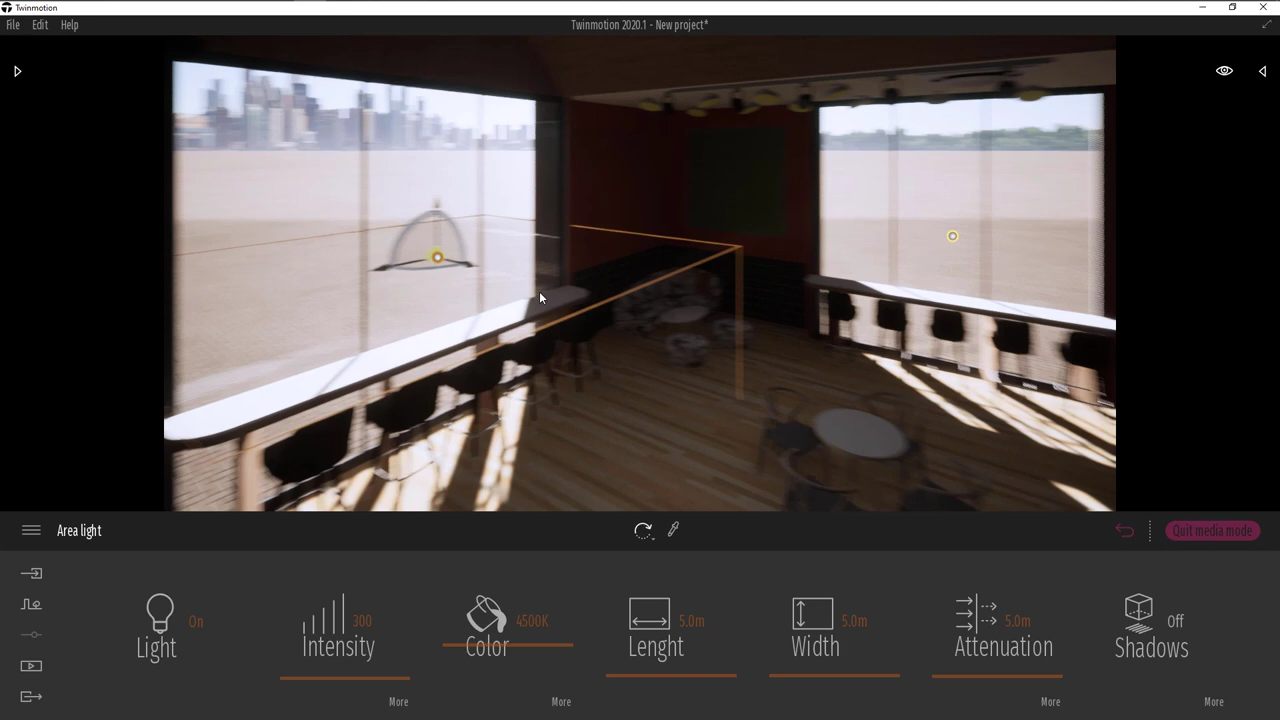 Twinmotion
File Edit Help
Twinmotion 2020.1 - New project*
Area light
Quit media mode
Light On
Intensity 300
Color 4500K
Lenght 5.0m
Width 5.0m
Attenuation 5.0m
Shadows Off
More More More More